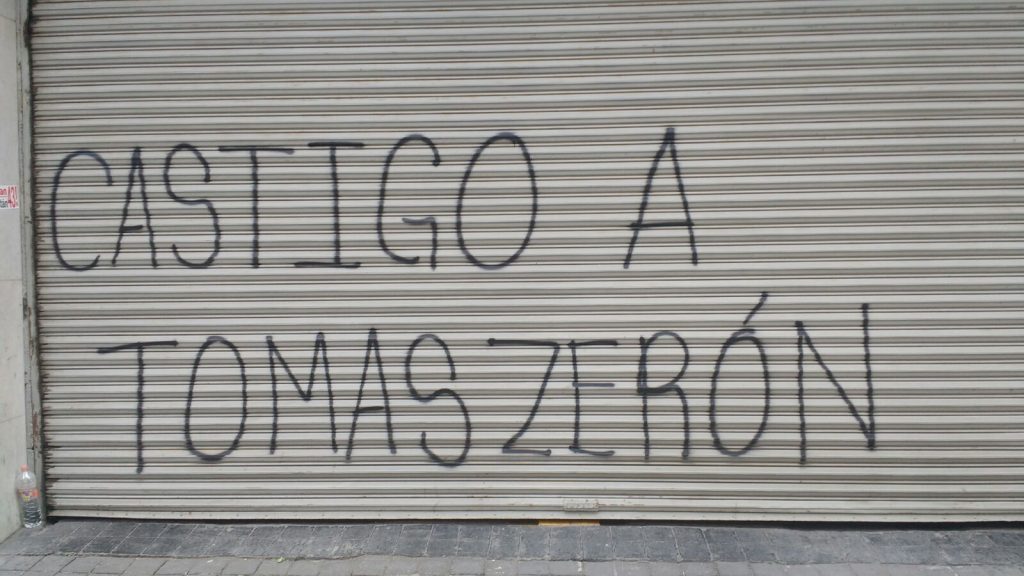 CASTIGO A
TOMAS ZERÓN